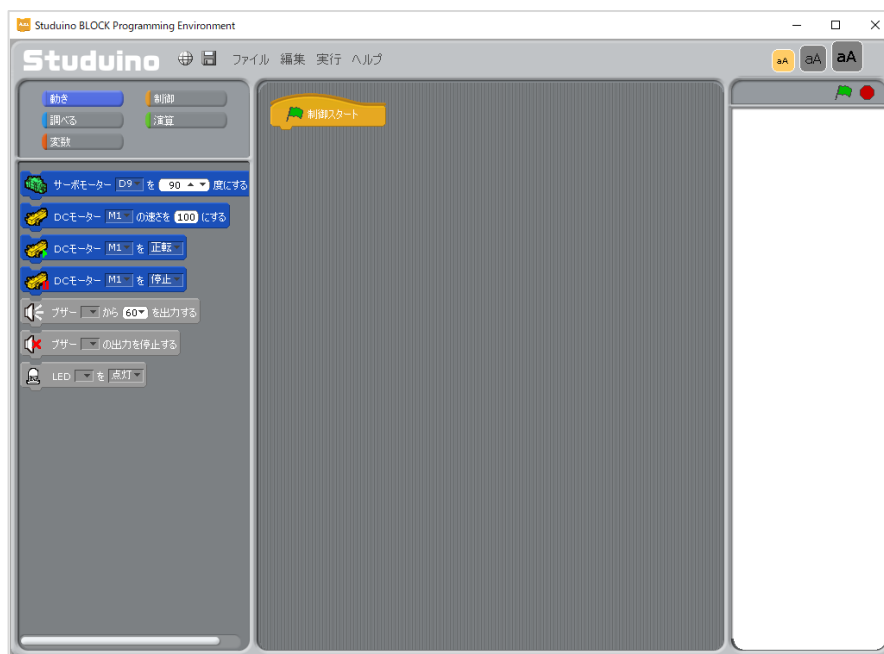 Studuino BLOCK Programming Environment
Studuino ファイル 編集 実行 ヘルプ aA aA aA
動き 制御
調べる 演算
変数
サーボモーター D9 を 90 度にする
DCモーター M1 の速さを 100 にする
DCモーター M1 を 正転
DCモーター M1 を 停止
ブザー から 60 を出力する
ブザー の出力を停止する
LED を 点灯
制御スタート